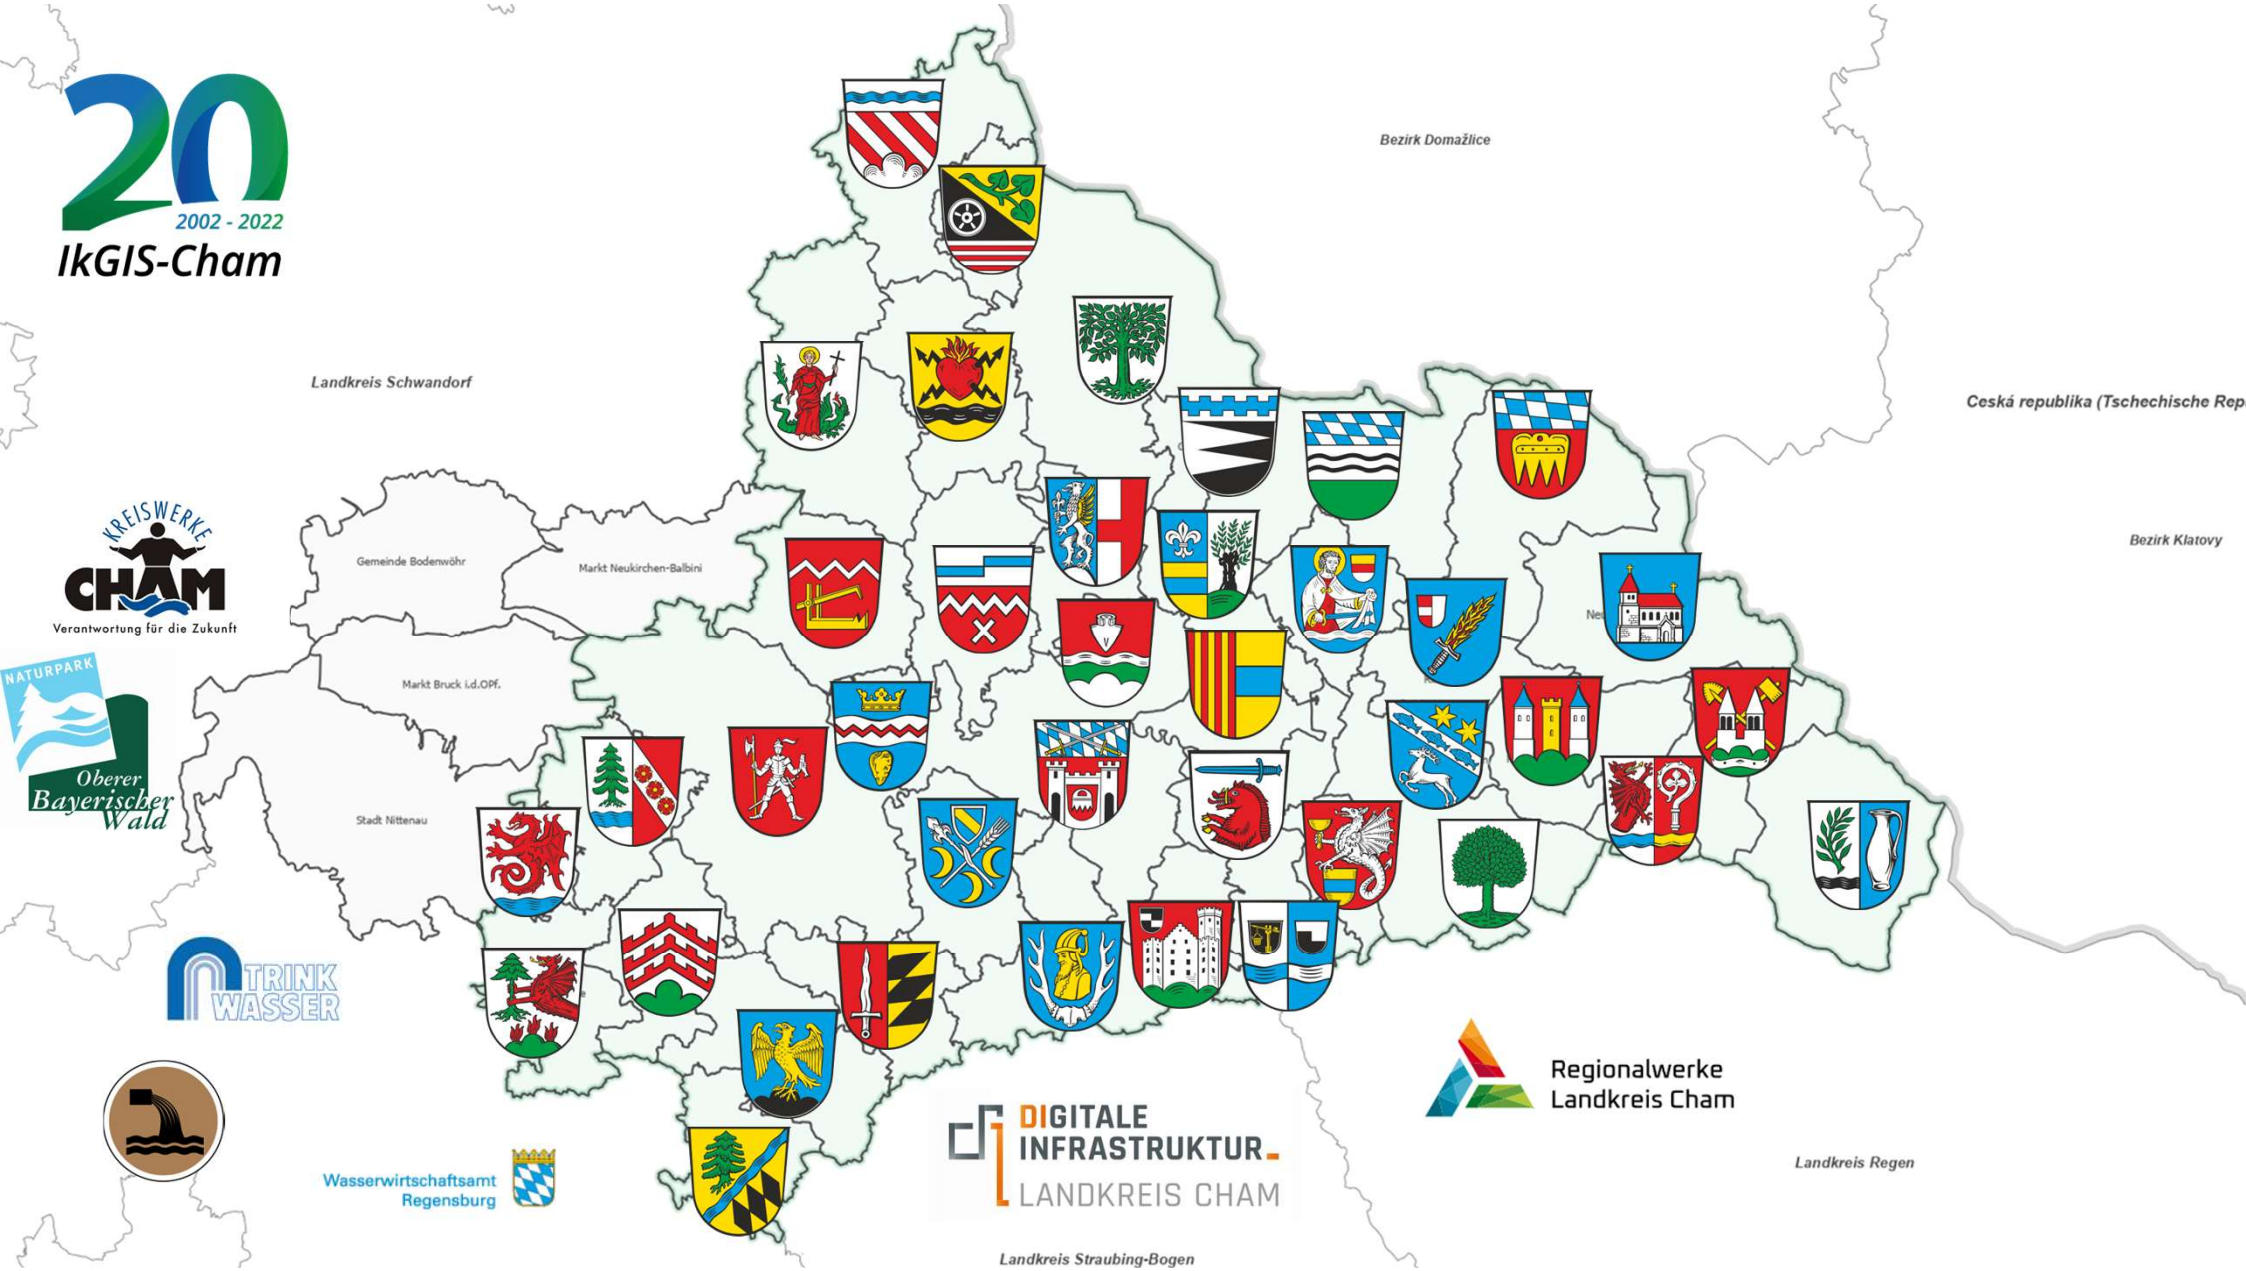 20
2002 - 2022
IkGIS-Cham
Bezirk Domažlice
Landkreis Schwandorf
Ceská republika (Tschechische Rep
Bezirk Klatovy
KREISWERKE
CHAM
Verantwortung für die Zukunft
Gemeinde Bodenwöhr
Markt Neukirchen-Balbini
Markt Bruck i.d.OPf.
Stadt Nittenau
NATURPARK
Oberer
Bayerischer
Wald
TRINK
WASSER
Wasserwirtschaftsamt
Regensburg
DIGITALE
INFRASTRUKTUR_
LANDKREIS CHAM
Regionalwerke
Landkreis Cham
Landkreis Regen
Landkreis Straubing-Bogen